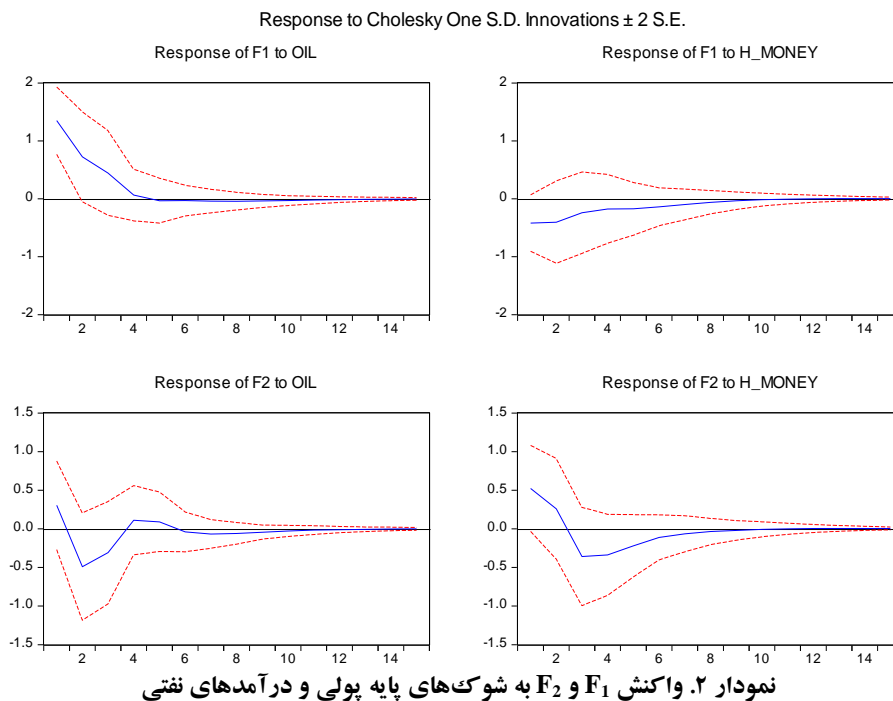 Response to Cholesky One S.D. Innovations ± 2 S.E.
Response of F1 to OIL
2
1
0
-1
-2
2 4 6 8 10 12 14
Response of F1 to H_MONEY
2
1
0
-1
-2
2 4 6 8 10 12 14
Response of F2 to OIL
1.5
1.0
0.5
0.0
-0.5
-1.0
-1.5
2 4 6 8 10 12 14
Response of F2 to H_MONEY
1.5
1.0
0.5
0.0
-0.5
-1.0
-1.5
2 4 6 8 10 12 14
نمودار ۲. واکنش F₁ و F₂ به شوک‌های پایه پولی و درآمدهای نفتی